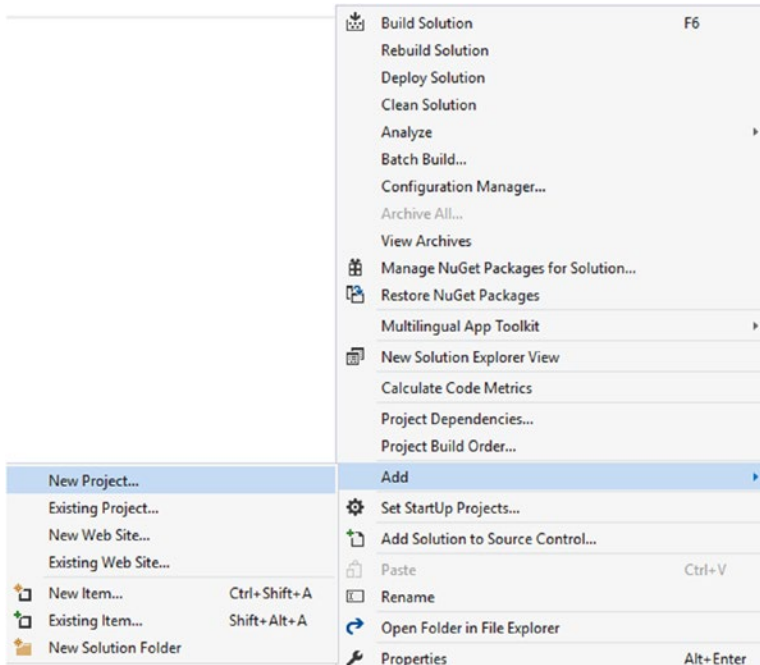 Build Solution F6
Rebuild Solution
Deploy Solution
Clean Solution
Analyze
Batch Build...
Configuration Manager...
Archive All...
View Archives
Manage NuGet Packages for Solution...
Restore NuGet Packages
Multilingual App Toolkit
New Solution Explorer View
Calculate Code Metrics
Project Dependencies...
Project Build Order...
Add
Set StartUp Projects...
Add Solution to Source Control...
Paste Ctrl+V
Rename
Open Folder in File Explorer
Properties Alt+Enter
New Project...
Existing Project...
New Web Site...
Existing Web Site...
New Item... Ctrl+Shift+A
Existing Item... Shift+Alt+A
New Solution Folder